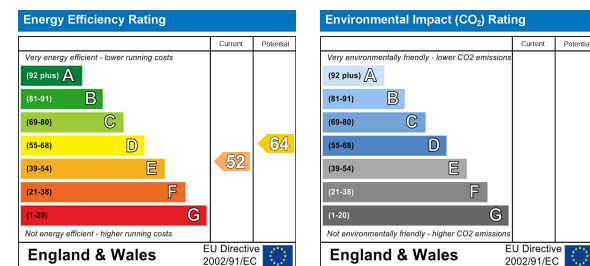 Energy Efficiency Rating
Current Potential
Very energy efficient - lower running costs
(92 plus) A
(81-91) B
(69-80) C
(55-68) D
(39-54) E
(21-38) F
(1-20) G
52
64
Not energy efficient - higher running costs
England & Wales
EU Directive
2002/91/EC
Environmental Impact (CO₂) Rating
Current Potentia
Very environmentally friendly - lower CO2 emissions
(92 plus) A
(81-91) B
(69-80) C
(55-68) D
(39-54) E
(21-38) F
(1-20) G
Not environmentally friendly - higher CO2 emissions
England & Wales
EU Directive
2002/91/EC